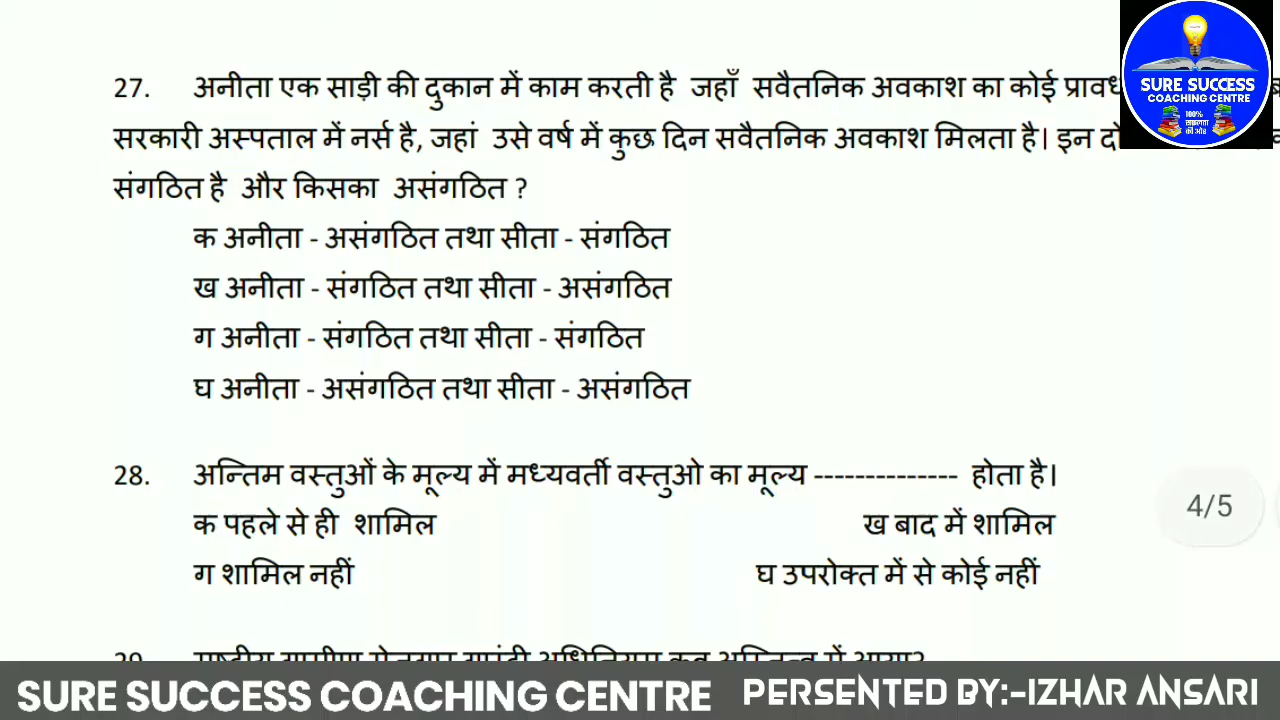 SURE SUCCESS
COACHING CENTRE
100%
सफलता
की ओर
27. अनीता एक साड़ी की दुकान में काम करती है जहाँ सवैतनिक अवकाश का कोई
सरकारी अस्पताल में नर्स है, जहां उसे वर्ष में कुछ दिन सवैतनिक अवकाश मिलता है। इन
संगठित है और किसका असंगठित ?
क अनीता - असंगठित तथा सीता - संगठित
ख अनीता - संगठित तथा सीता - असंगठित
ग अनीता - संगठित तथा सीता - संगठित
घ अनीता - असंगठित तथा सीता - असंगठित
28. अन्तिम वस्तुओं के मूल्य में मध्यवर्ती वस्तुओ का मूल्य -------------- होता है।
क पहले से ही शामिल ख बाद में शामिल
4/5
ग शामिल नहीं घ उपरोक्त में से कोई नहीं
SURE SUCCESS COACHING CENTRE PERSENTED BY:-IZHAR ANSARI